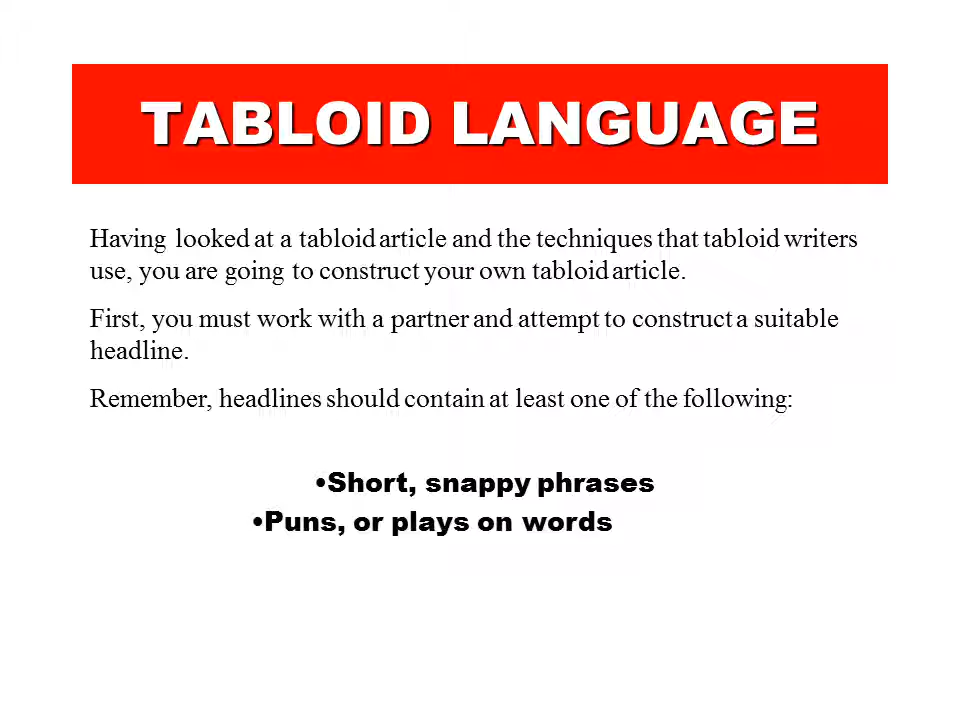 TABLOID LANGUAGE
Having looked at a tabloid article and the techniques that tabloid writers
use, you are going to construct your own tabloid article.
First, you must work with a partner and attempt to construct a suitable
headline.
Remember, headlines should contain at least one of the following:
•Short, snappy phrases
•Puns, or plays on words